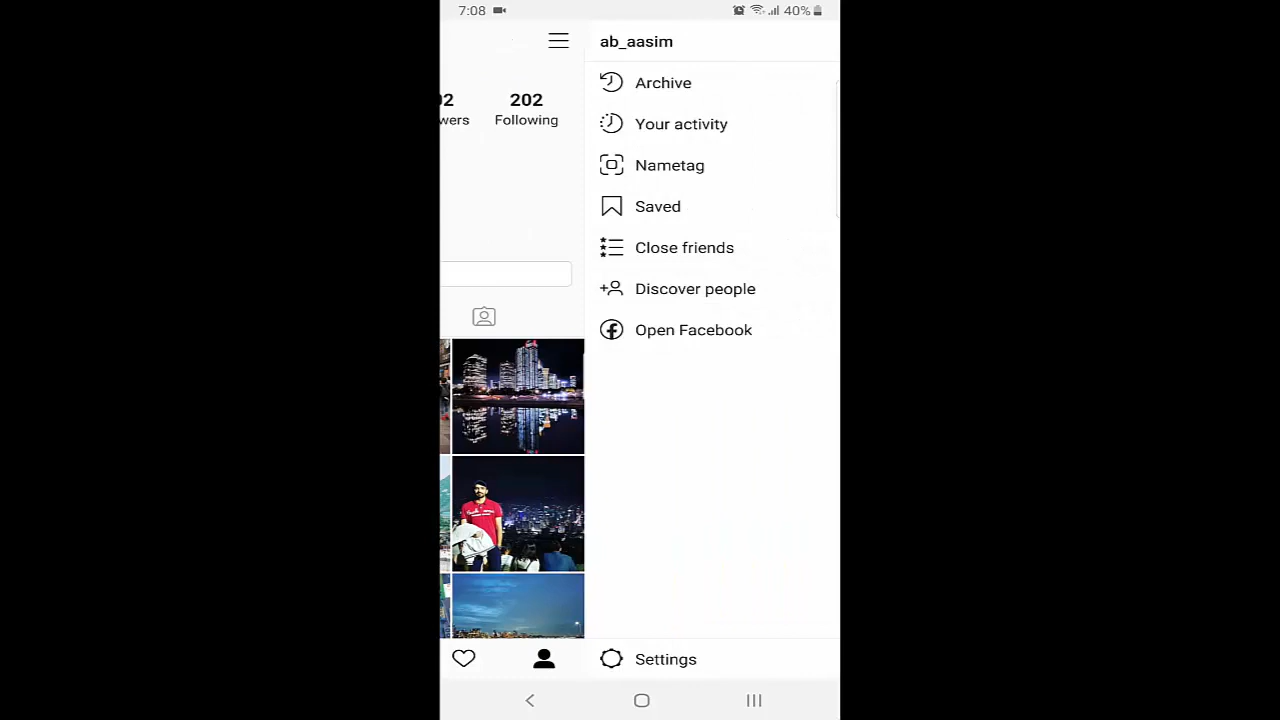 7:08 40%
ab_aasim
02 202
wers Following
Archive
Your activity
Nametag
Saved
Close friends
Discover people
Open Facebook
Settings